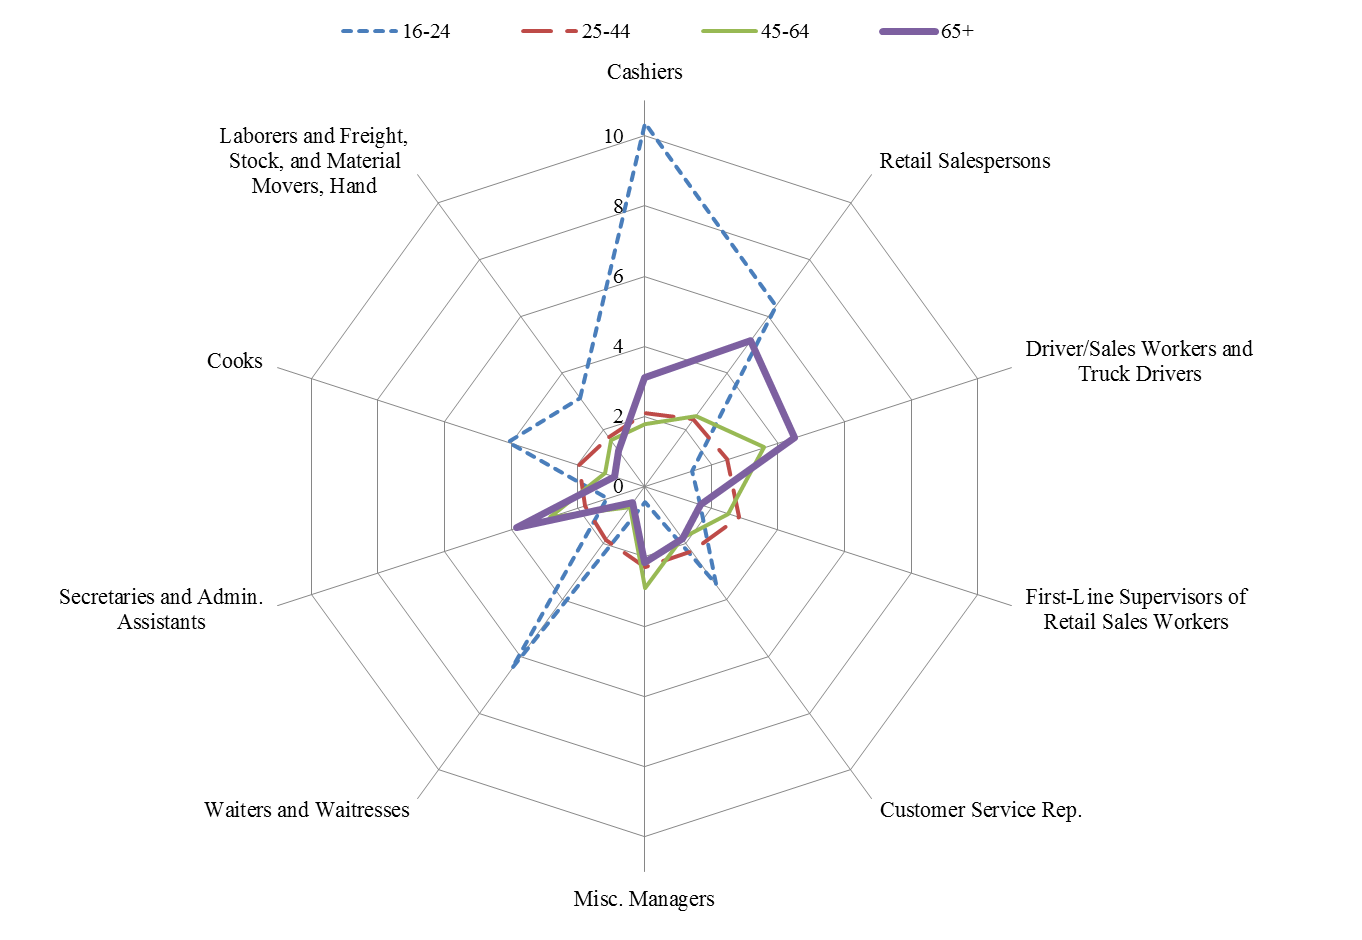 16-24
25-44
45-64
65+
Cashiers
Laborers and Freight,
Stock, and Material
Movers, Hand
Retail Salespersons
10
8
6
4
2
0
Cooks
Driver/Sales Workers and
Truck Drivers
Secretaries and Admin.
Assistants
First-Line Supervisors of
Retail Sales Workers
Waiters and Waitresses
Customer Service Rep.
Misc. Managers